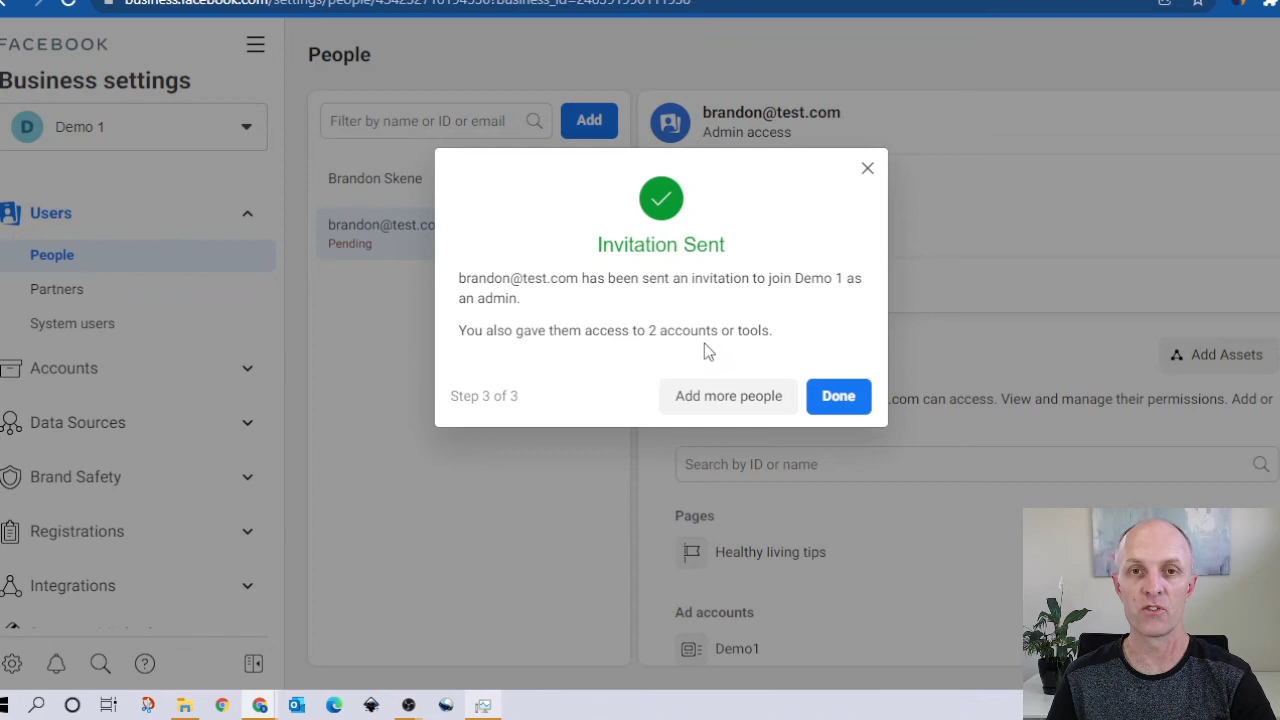 FACEBOOK
Business settings
D Demo 1
Users
People
Partners
System users
Accounts
Data Sources
Brand Safety
Registrations
Integrations
People
Filter by name or ID or email
Add
Brandon Skene
brandon@test.co
Pending
brandon@test.com
Admin access
Invitation Sent
brandon@test.com has been sent an invitation to join Demo 1 as
an admin.
You also gave them access to 2 accounts or tools.
Step 3 of 3
Add more people
Done
Add Assets
.com can access. View and manage their permissions. Add or
Search by ID or name
Pages
Healthy living tips
Ad accounts
Demo1